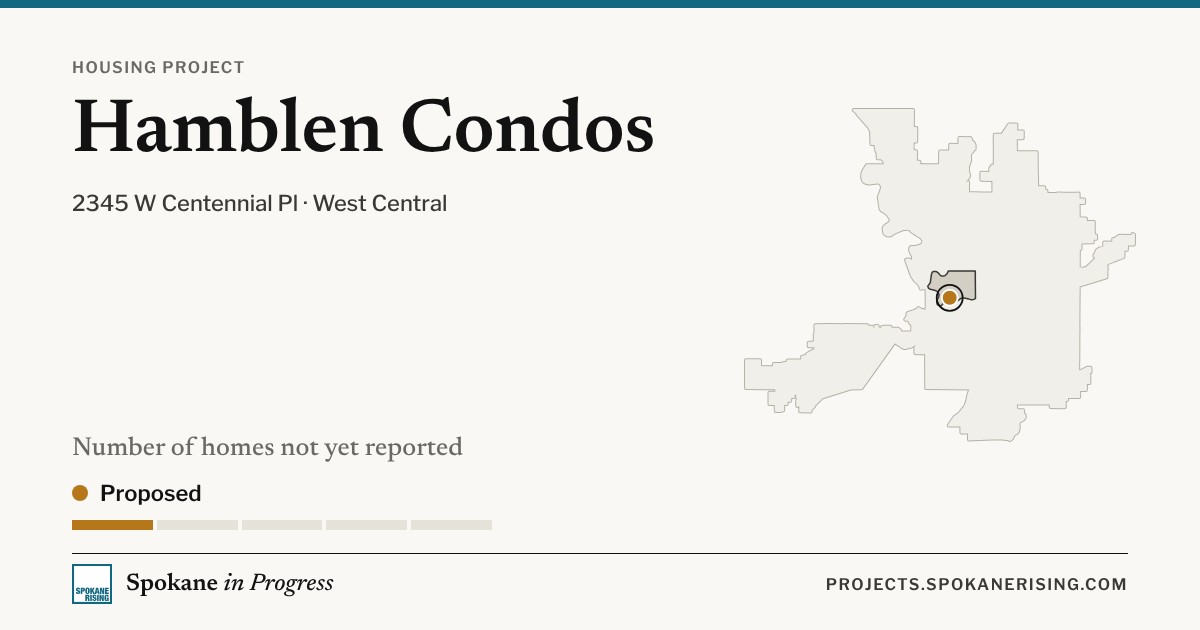 HOUSING PROJECT
Hamblen Condos
2345 W Centennial Pl · West Central
Number of homes not yet reported
Proposed
SPOKANE
RISING
Spokane in Progress
PROJECTS.SPOKANERISING.COM